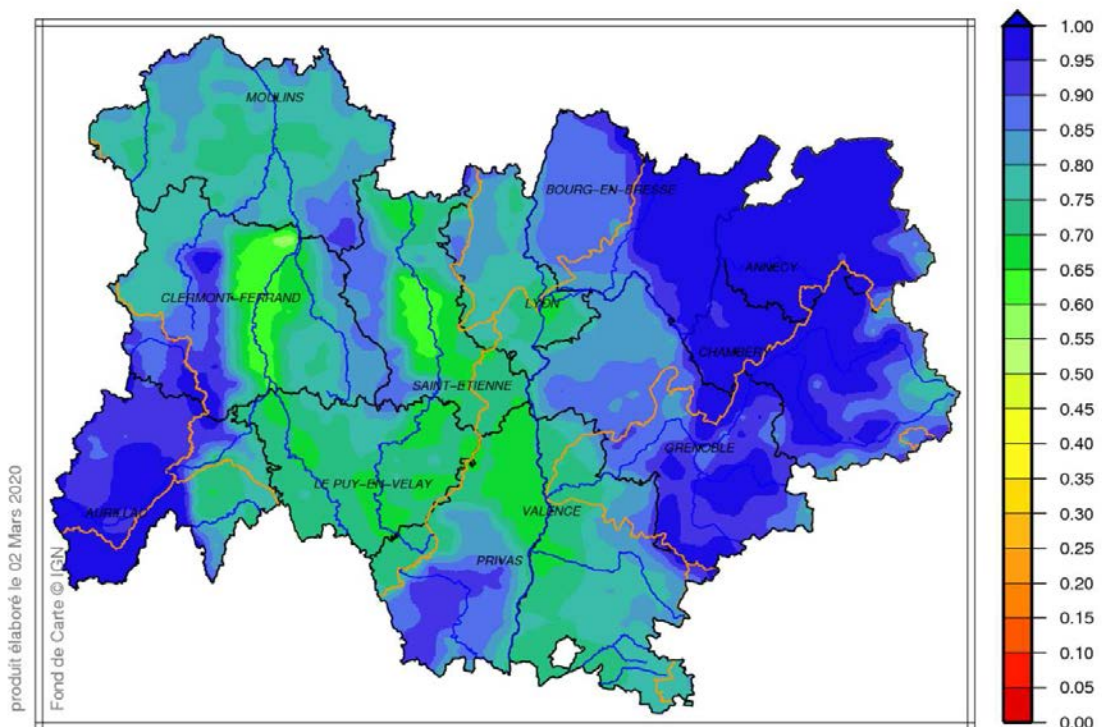 MOULINS
BOURG-EN-BRESSE
ANNECY
CLERMONT-FERRAND
LYON
CHAMBERY
SAINT-ETIENNE
GRENOBLE
LE PUY-EN-VELAY
AURILLAC
VALENCE
PRIVAS
produit élaboré le 02 Mars 2020
Fond de Carte © IGN
1.00
0.95
0.90
0.85
0.80
0.75
0.70
0.65
0.60
0.55
0.50
0.45
0.40
0.35
0.30
0.25
0.20
0.15
0.10
0.05
0.00